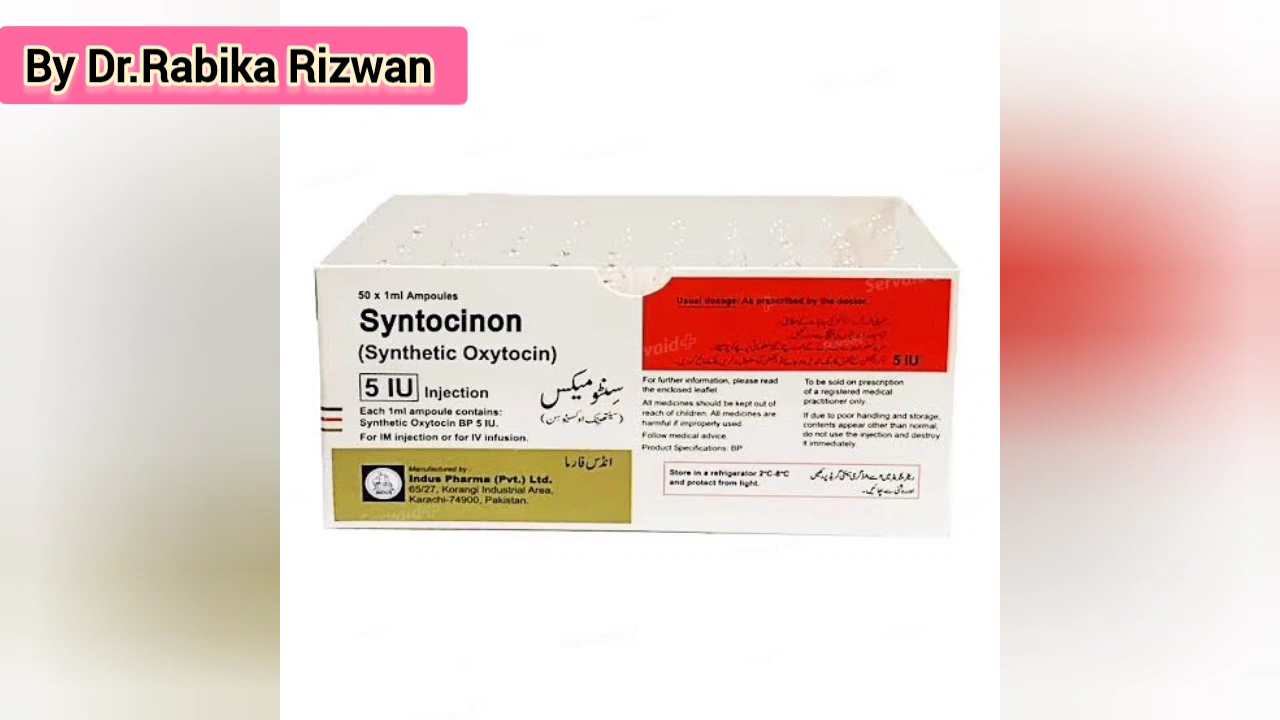 By Dr.Rabika Rizwan
50 x 1ml Ampoules
Syntocinon
(Synthetic Oxytocin)
5 IU Injection
Each 1ml ampoule contains:
Synthetic Oxytocin BP 5 IU.
For IM injection or for IV infusion.
انڈس فارما
Manufactured by :
Indus Pharma (Pvt.) Ltd.
65/27, Korangi Industrial Area,
Karachi-74900, Pakistan.
Usual dosage: As prescribed by the doctor.
5 IU
For further information, please read
the enclosed leaflet
All medicines should be kept out of
reach of children. All medicines are
harmful if improperly used.
Follow medical advice.
Product Specifications: BP
To be sold on prescription
of a registered medical
practitioner only.
If due to poor handling and storage,
contents appear other than normal,
do not use the injection and destroy
it immediately.
Store in a refrigerator 2°C-8°C
and protect from light.
Servaid